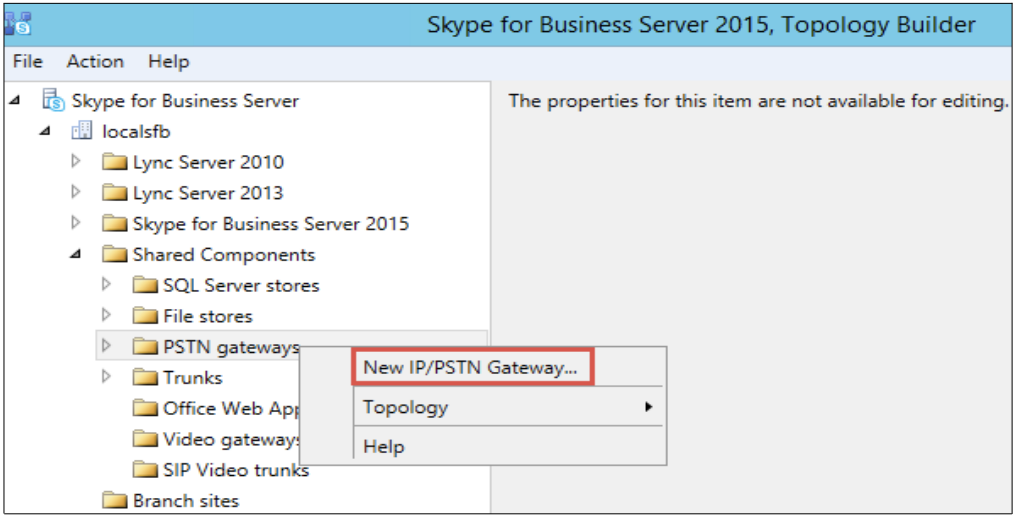 Skype for Business Server 2015, Topology Builder
File Action Help
Skype for Business Server
The properties for this item are not available for editing.
localsfb
Lync Server 2010
Lync Server 2013
Skype for Business Server 2015
Shared Components
SQL Server stores
File stores
PSTN gateways
New IP/PSTN Gateway...
Trunks
Topology
Office Web App
Video gateways
Help
SIP Video trunks
Branch sites